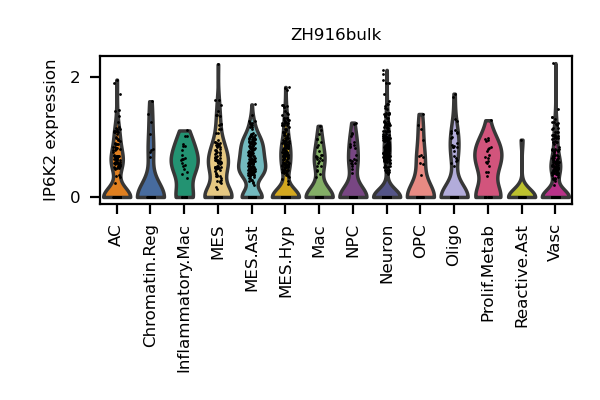 ZH916bulk
IP6K2 expression
2
0
AC
Chromatin.Reg
Inflammatory.Mac
MES
MES.Ast
MES.Hyp
Mac
NPC
Neuron
OPC
Oligo
Prolif.Metab
Reactive.Ast
Vasc